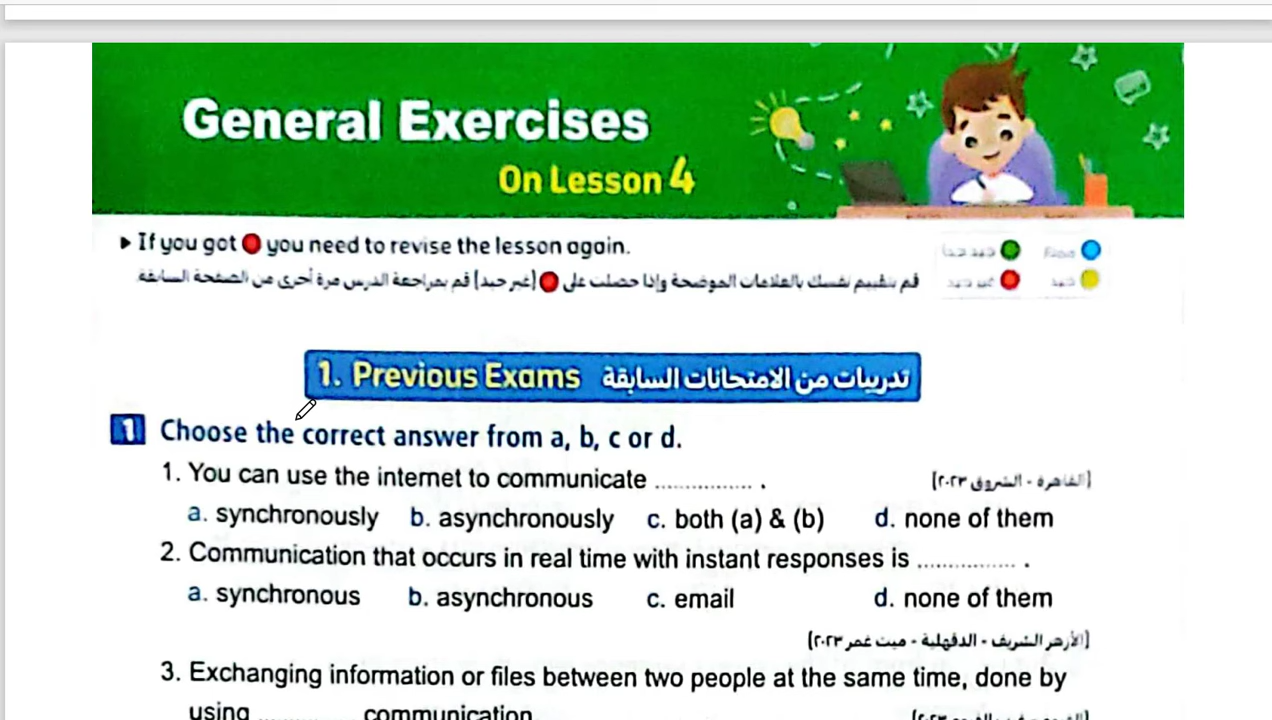 General Exercises
On Lesson 4
▶ If you got you need to revise the lesson again.
قم بتقييم نفسك بالعلامات الموضحة وإذا حصلت على (غير جيد) قم بمراجعة الدرس مرة أخرى من الصفحة السابقة
ممتاز جيد جدا
جيد غير جيد
1. Previous Exams تدريبات من الامتحانات السابقة
1 Choose the correct answer from a, b, c or d.
1. You can use the internet to communicate ............... .
(القاهرة - الشروق ٢٠٢٣)
a. synchronously b. asynchronously c. both (a) & (b) d. none of them
2. Communication that occurs in real time with instant responses is ............... .
a. synchronous b. asynchronous c. email d. none of them
(الأزهر الشريف - الدقهلية - ميت غمر ٢٠٢٣)
3. Exchanging information or files between two people at the same time, done by
using ............... communication.